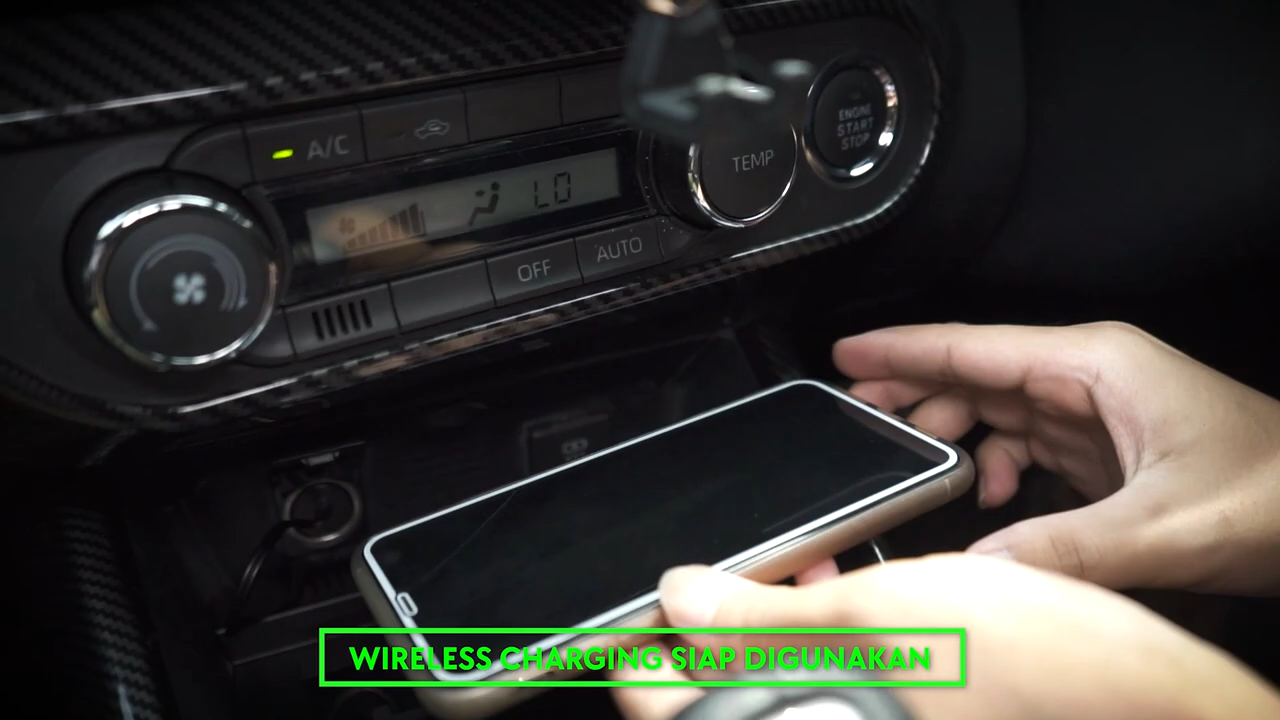 A/C
TEMP
ENGINE
START
STOP
LO
OFF
AUTO
WIRELESS CHARGING SIAP DIGUNAKAN